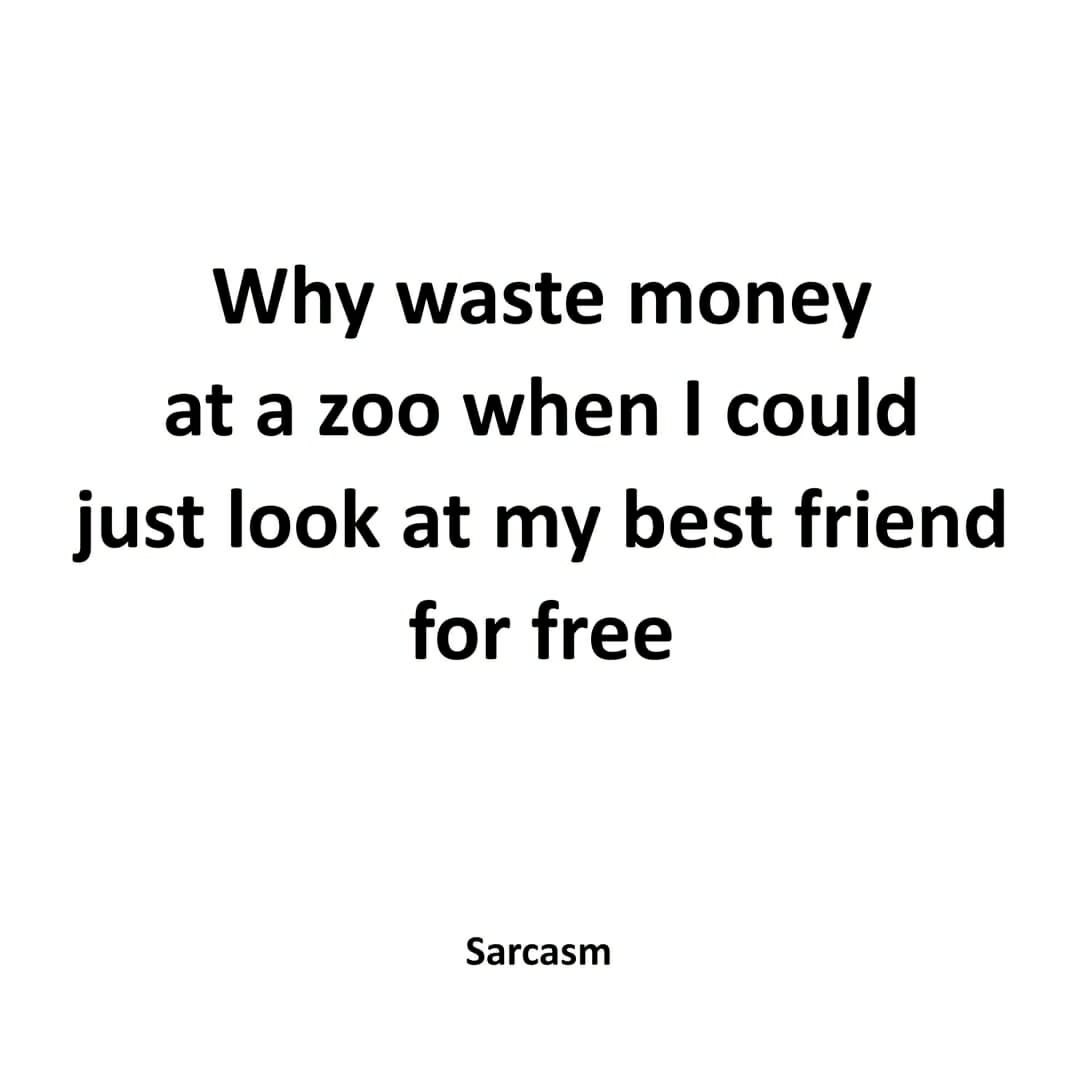 Why waste money
at a zoo when I could
just look at my best friend
for free
Sarcasm